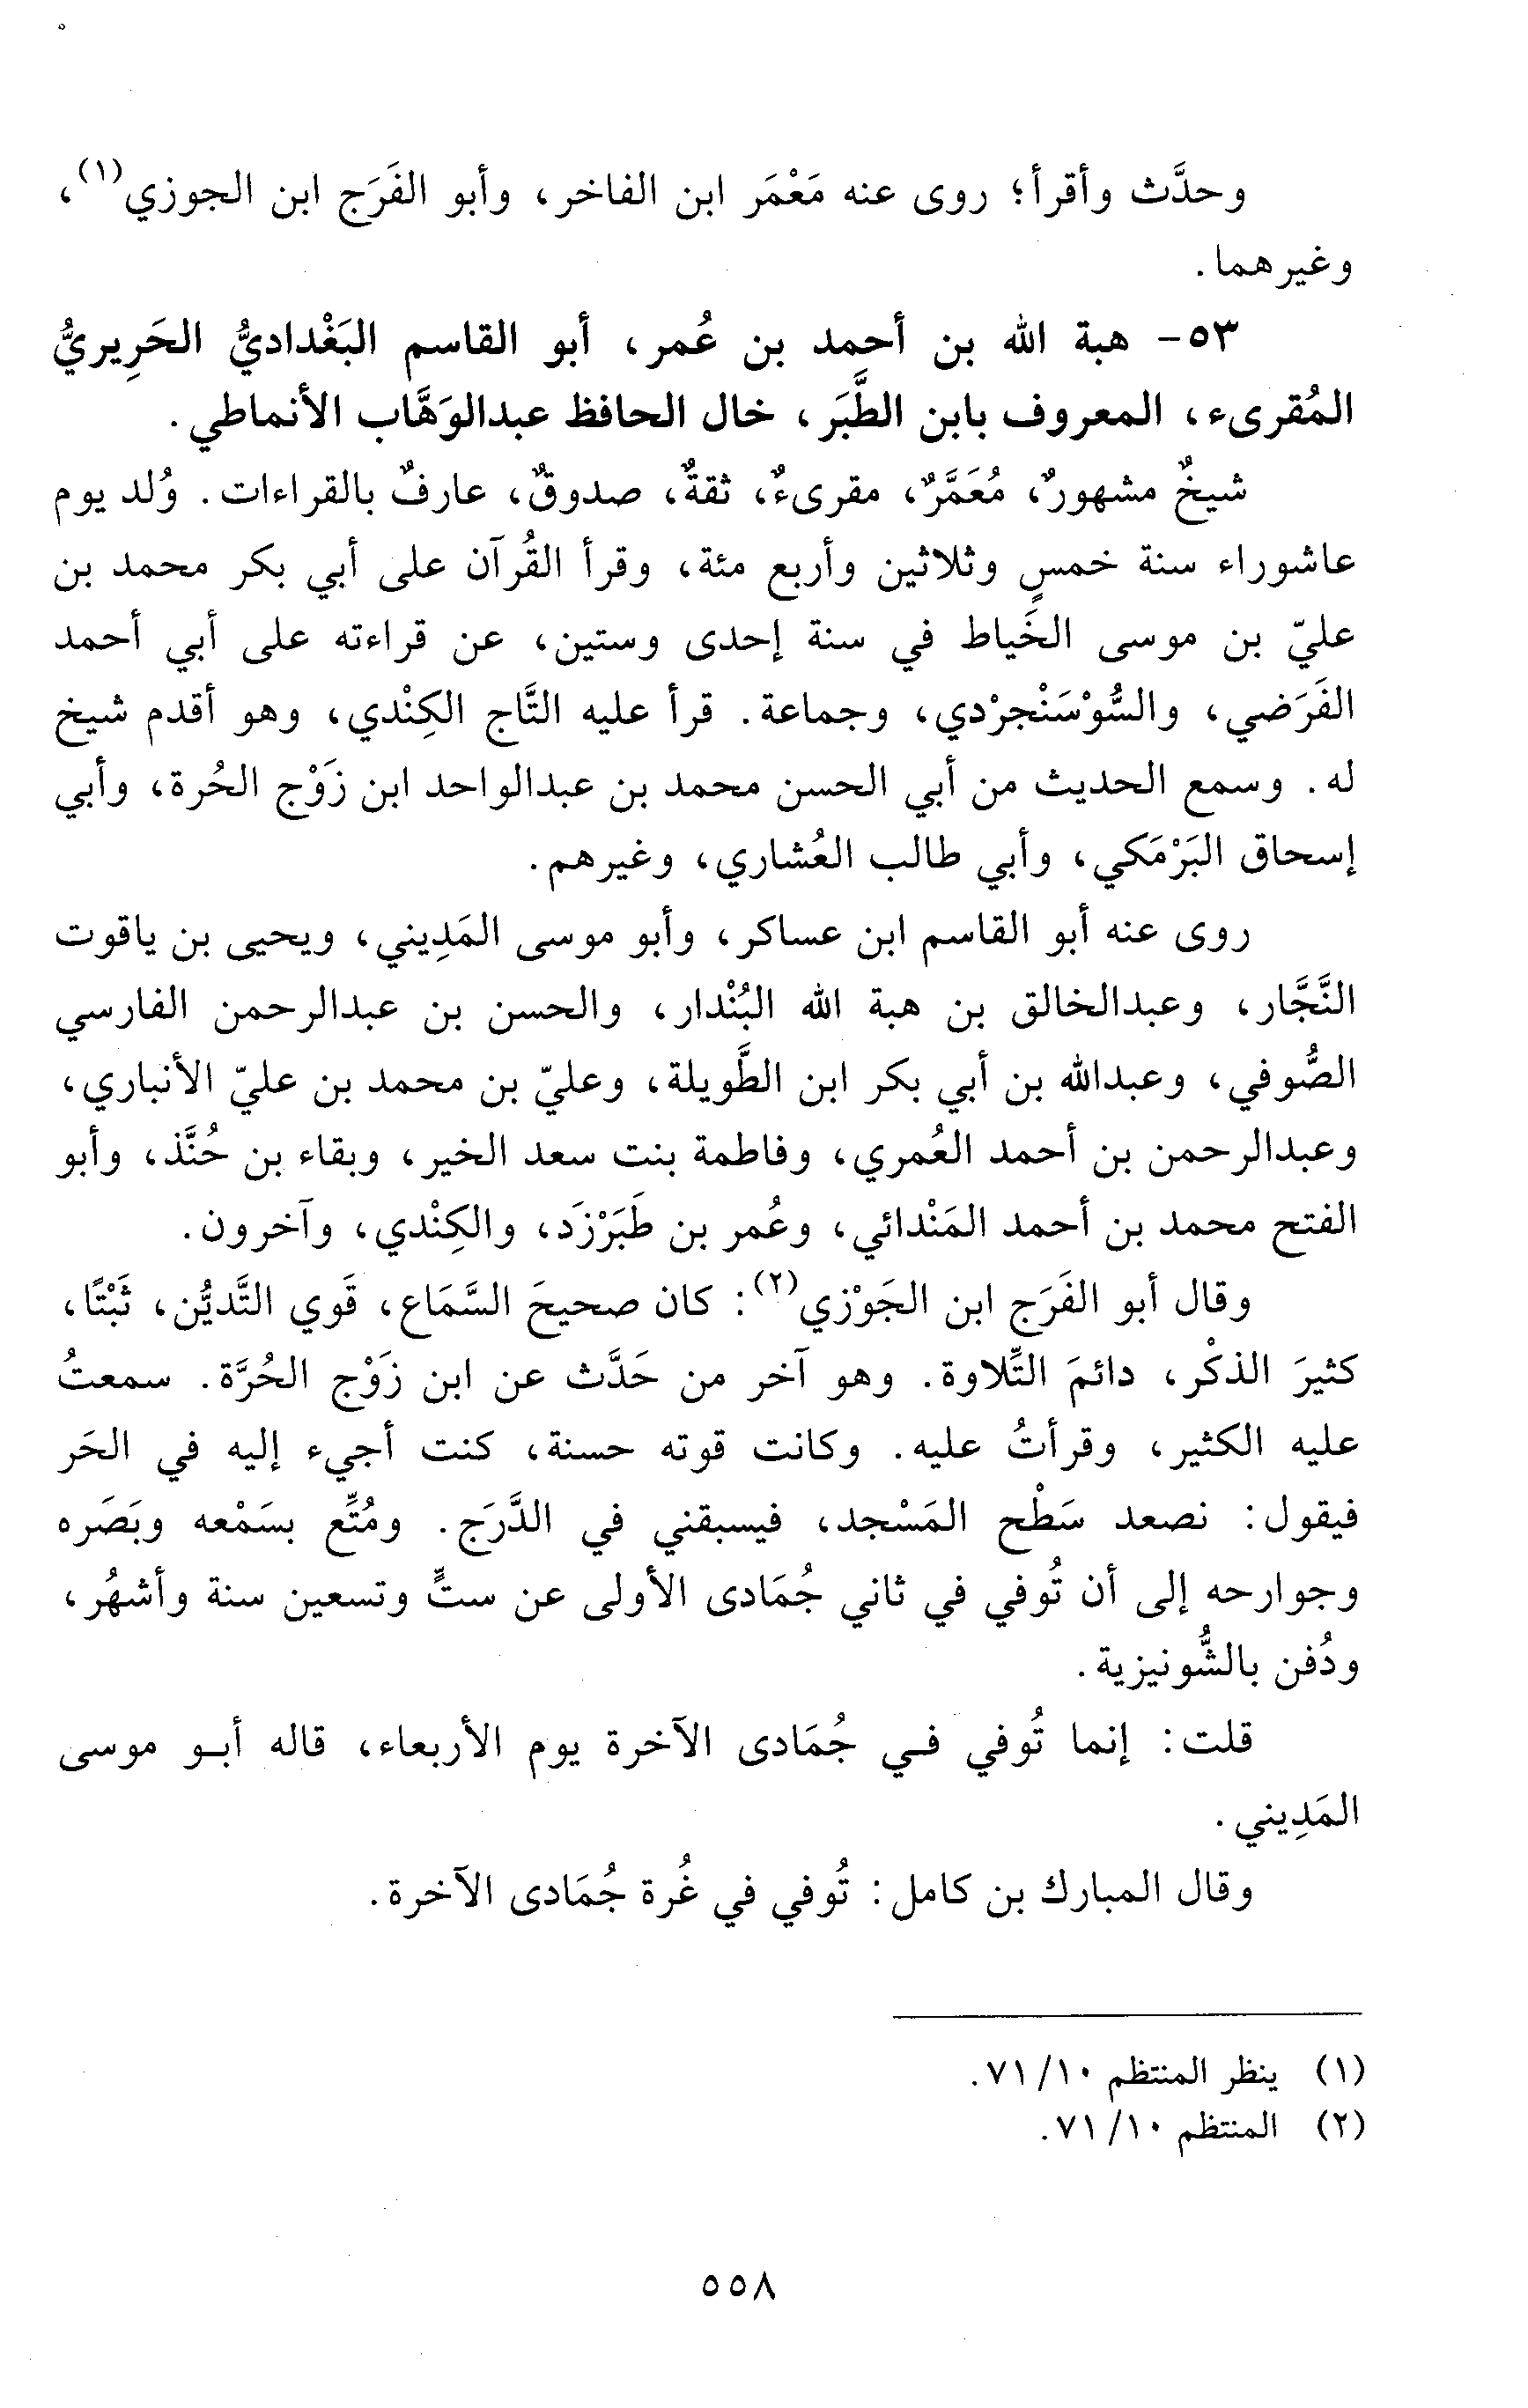 وحدَّث وأقرأ؛ روى عنه مَعْمَر ابن الفاخر، وأبو الفَرَج ابن الجوزي(١)،
وغيرهما.
٥٣- هبة الله بن أحمد بن عُمر، أبو القاسم البَغْداديُّ الحَرِيريُّ
المُقرىء، المعروف بابن الطَّبَر، خال الحافظ عبدالوَهَّاب الأنماطي.
شيخٌ مشهورٌ، مُعَمَّرٌ، مقرىءٌ، ثقةٌ، صدوقٌ، عارفٌ بالقراءات. وُلد يوم
عاشوراء سنة خمسٍ وثلاثين وأربع مئة، وقرأ القُرآن على أبي بكر محمد بن
عليّ بن موسى الخَياط في سنة إحدى وستين، عن قراءته على أبي أحمد
الفَرَضي، والسُّوْسَنْجرْدي، وجماعة. قرأ عليه التَّاج الكِنْدي، وهو أقدم شيخ
له. وسمع الحديث من أبي الحسن محمد بن عبدالواحد ابن زَوْج الحُرة، وأبي
إسحاق البَرْمَكي، وأبي طالب العُشاري، وغيرهم.
روى عنه أبو القاسم ابن عساكر، وأبو موسى المَدِيني، ويحيى بن ياقوت
النَّجَّار، وعبدالخالق بن هبة الله البُنْدار، والحسن بن عبدالرحمن الفارسي
الصُّوفي، وعبدالله بن أبي بكر ابن الطَّويلة، وعليّ بن محمد بن عليّ الأنباري،
وعبدالرحمن بن أحمد العُمري، وفاطمة بنت سعد الخير، وبقاء بن حُنَّذ، وأبو
الفتح محمد بن أحمد المَنْدائي، وعُمر بن طَبَرْزَد، والكِنْدي، وآخرون.
وقال أبو الفَرَج ابن الجَوْزي(٢): كان صحيحَ السَّمَاع، قَوي التَّديُّن، ثَبْتًا،
كثيرَ الذكْر، دائمَ التِّلاوة. وهو آخر من حَدَّث عن ابن زَوْج الحُرَّة. سمعتُ
عليه الكثير، وقرأتُ عليه. وكانت قوته حسنة، كنت أجيء إليه في الحَر
فيقول: نصعد سَطْح المَسْجد، فيسبقني في الدَّرَج. ومُتِّع بسَمْعه وبَصَره
وجوارحه إلى أن تُوفي في ثاني جُمَادى الأولى عن ستٍّ وتسعين سنة وأشهُر،
ودُفن بالشُّونيزية.
قلت: إنما تُوفي في جُمَادى الآخرة يوم الأربعاء، قاله أبو موسى
المَدِيني.
وقال المبارك بن كامل: تُوفي في غُرة جُمَادى الآخرة.
(١) ينظر المنتظم ١٠/ ٧١.
(٢) المنتظم ١٠/ ٧١.
٥٥٨